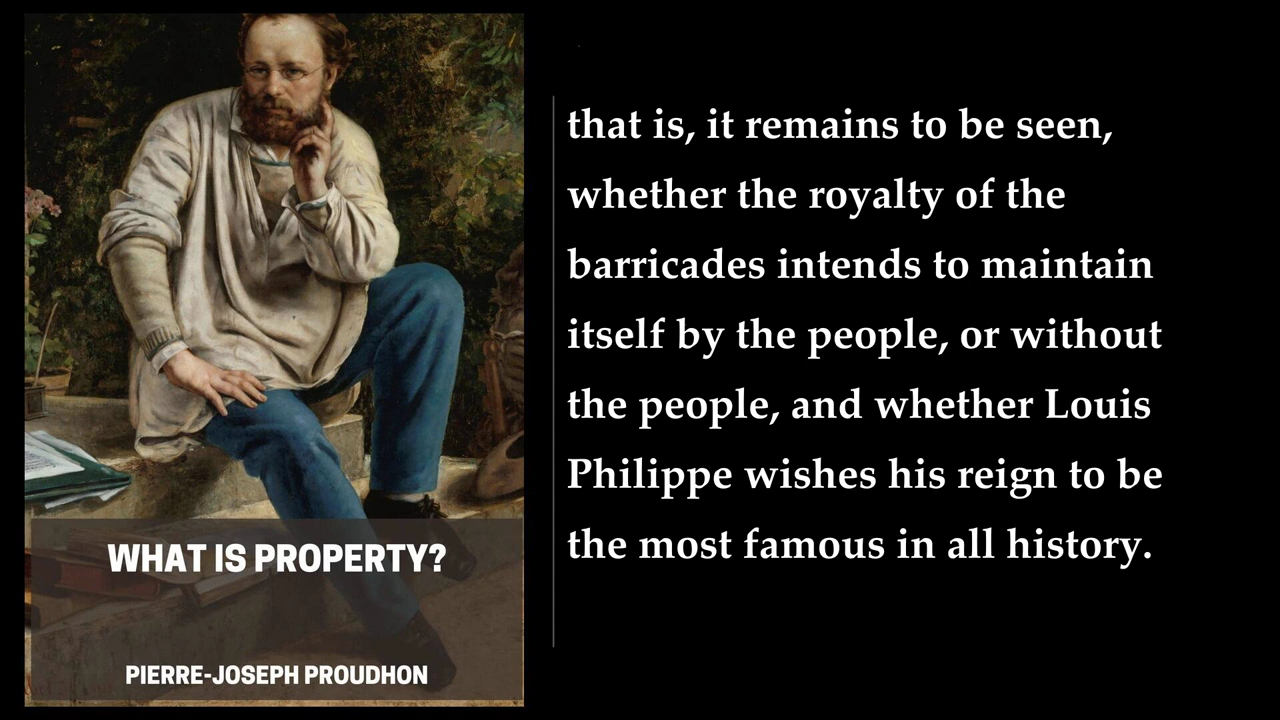 WHAT IS PROPERTY?
PIERRE-JOSEPH PROUDHON
that is, it remains to be seen,
whether the royalty of the
barricades intends to maintain
itself by the people, or without
the people, and whether Louis
Philippe wishes his reign to be
the most famous in all history.